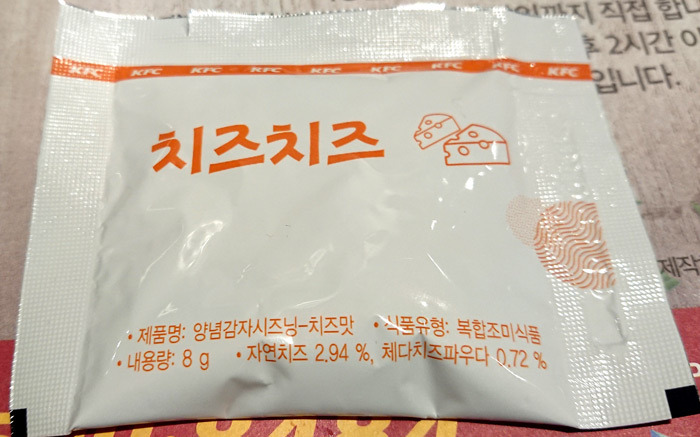 지 직접 합니
후 2시간 이
입니다.
KFC KFC KFC KFC KFC KFC KFC KFC KFC
치즈치즈
제작
• 제품명: 양념감자시즈닝-치즈맛 • 식품유형: 복합조미식품
• 내용량: 8 g • 자연치즈 2.94 %, 체다치즈파우다 0.72 %